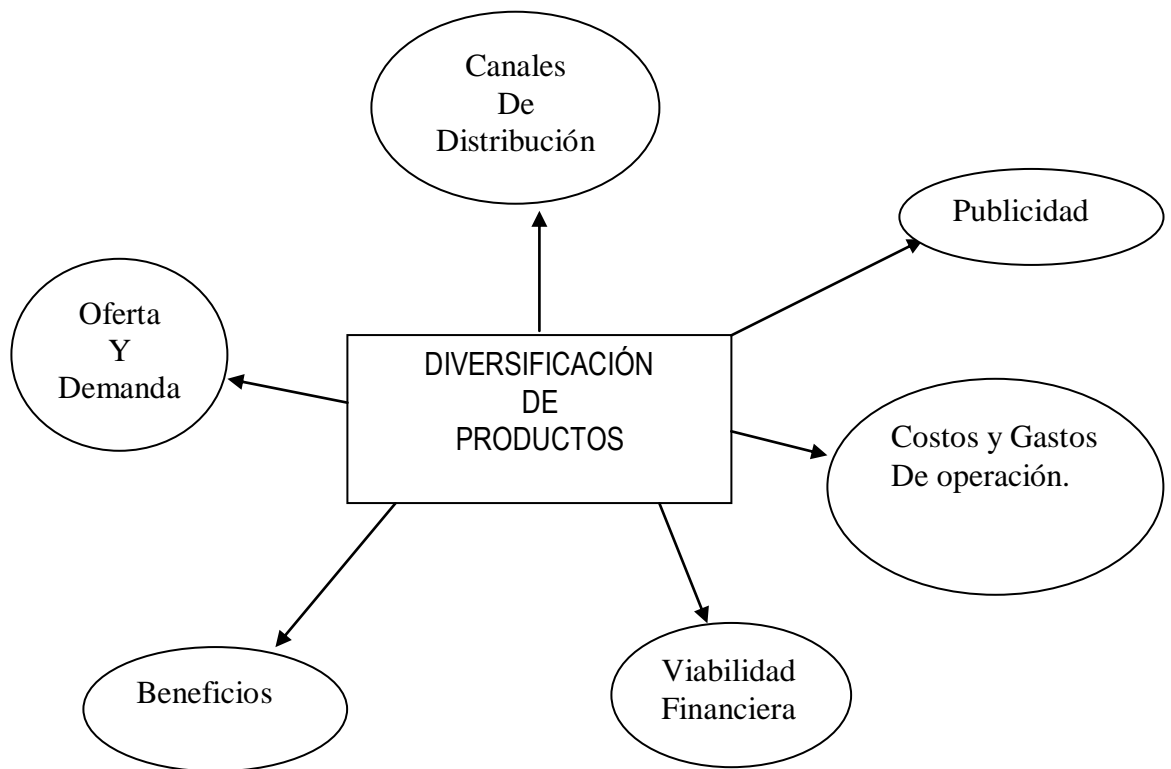 Canales
De
Distribución
Publicidad
Oferta
Y
Demanda
DIVERSIFICACIÓN
DE
PRODUCTOS
Costos y Gastos
De operación.
Beneficios
Viabilidad
Financiera